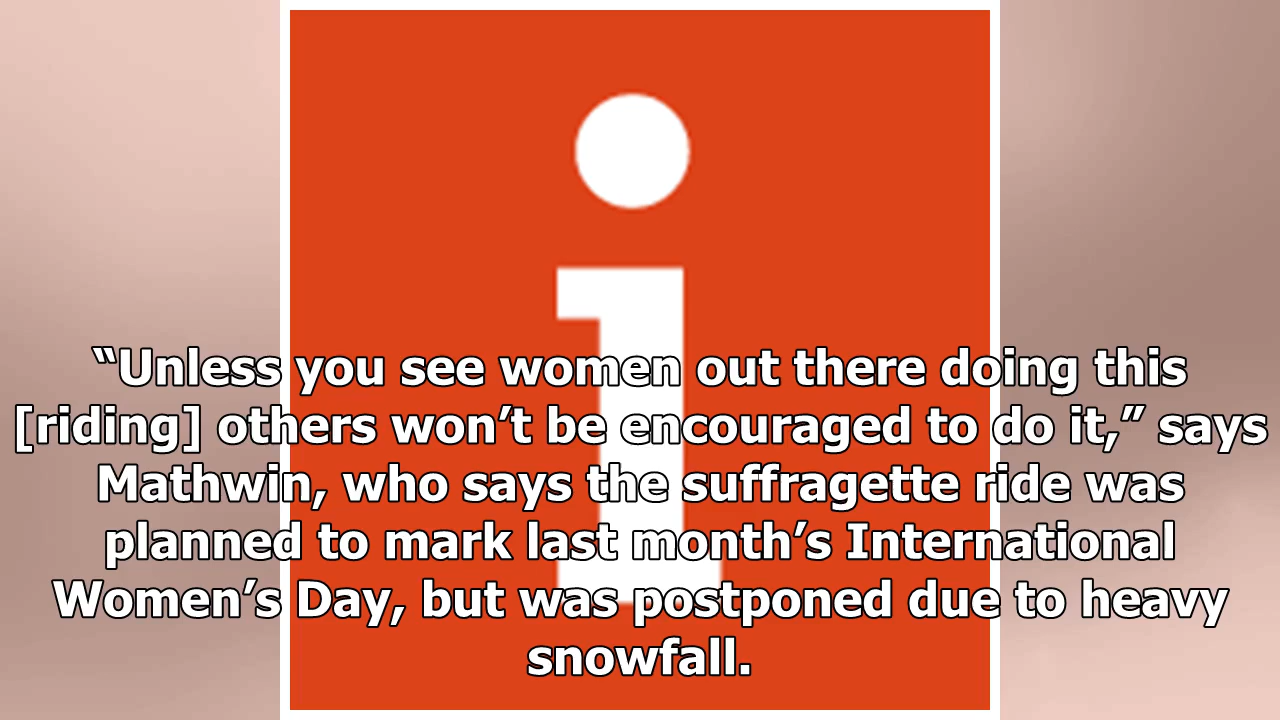 “Unless you see women out there doing this
[riding] others won’t be encouraged to do it,” says
Mathwin, who says the suffragette ride was
planned to mark last month’s International
Women’s Day, but was postponed due to heavy
snowfall.